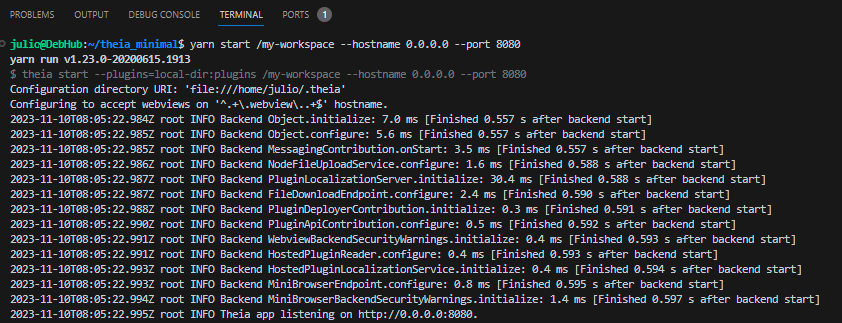 PROBLEMS OUTPUT DEBUG CONSOLE TERMINAL PORTS 1
julio@DebHub:~/theia_minimal$ yarn start /my-workspace --hostname 0.0.0.0 --port 8080
yarn run v1.23.0-20200615.1913
$ theia start --plugins=local-dir:plugins /my-workspace --hostname 0.0.0.0 --port 8080
Configuration directory URI: 'file:///home/julio/.theia'
Configuring to accept webviews on '^.+\.webview\..+$' hostname.
2023-11-10T08:05:22.984Z root INFO Backend Object.initialize: 7.0 ms [Finished 0.557 s after backend start]
2023-11-10T08:05:22.985Z root INFO Backend Object.configure: 5.6 ms [Finished 0.557 s after backend start]
2023-11-10T08:05:22.985Z root INFO Backend MessagingContribution.onStart: 3.5 ms [Finished 0.557 s after backend start]
2023-11-10T08:05:22.986Z root INFO Backend NodeFileUploadService.configure: 1.6 ms [Finished 0.588 s after backend start]
2023-11-10T08:05:22.987Z root INFO Backend PluginLocalizationServer.initialize: 30.4 ms [Finished 0.588 s after backend start]
2023-11-10T08:05:22.987Z root INFO Backend FileDownloadEndpoint.configure: 2.4 ms [Finished 0.590 s after backend start]
2023-11-10T08:05:22.988Z root INFO Backend PluginDeployerContribution.initialize: 0.3 ms [Finished 0.591 s after backend start]
2023-11-10T08:05:22.990Z root INFO Backend PluginApiContribution.configure: 0.5 ms [Finished 0.592 s after backend start]
2023-11-10T08:05:22.991Z root INFO Backend WebviewBackendSecurityWarnings.initialize: 0.4 ms [Finished 0.593 s after backend start]
2023-11-10T08:05:22.991Z root INFO Backend HostedPluginReader.configure: 0.4 ms [Finished 0.593 s after backend start]
2023-11-10T08:05:22.993Z root INFO Backend HostedPluginLocalizationService.initialize: 0.4 ms [Finished 0.594 s after backend start]
2023-11-10T08:05:22.993Z root INFO Backend MiniBrowserEndpoint.configure: 0.8 ms [Finished 0.595 s after backend start]
2023-11-10T08:05:22.994Z root INFO Backend MiniBrowserBackendSecurityWarnings.initialize: 1.4 ms [Finished 0.597 s after backend start]
2023-11-10T08:05:22.995Z root INFO Theia app listening on http://0.0.0.0:8080.